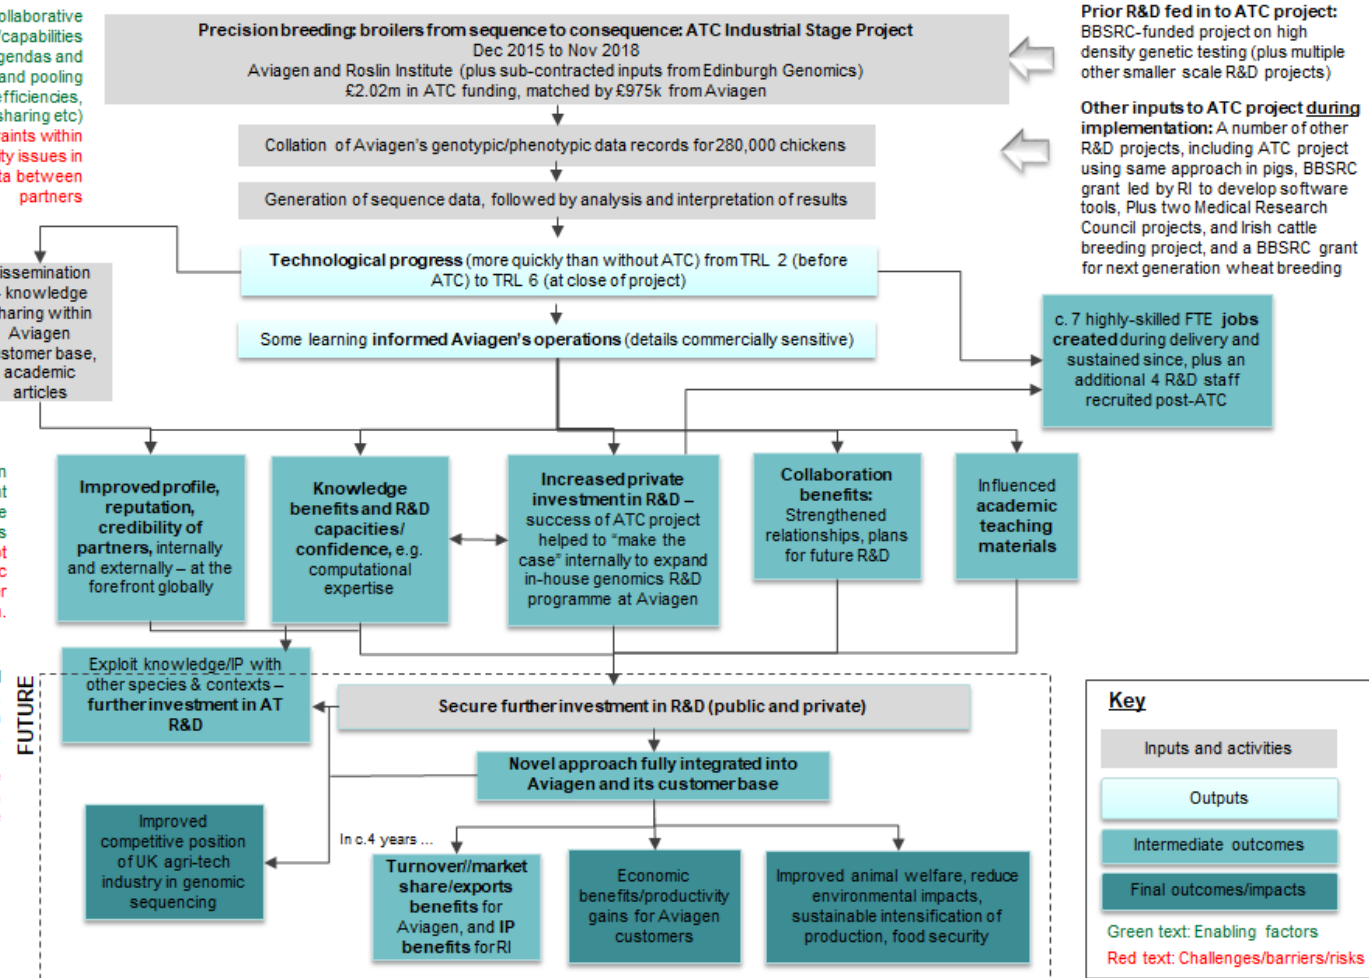 ollaborative
/capabilities
gendas and
and pooling
efficiencies,
sharing etc)
aints within
ity issues in
ta between
partners
Precision breeding: broilers from sequence to consequence: ATC Industrial Stage Project
Dec 2015 to Nov 2018
Aviagen and Roslin Institute (plus sub-contracted inputs from Edinburgh Genomics)
£2.02m in ATC funding, matched by £975k from Aviagen
Prior R&D fed in to ATC project:
BBSRC-funded project on high
density genetic testing (plus multiple
other smaller scale R&D projects)
Other inputs to ATC project during
implementation: A number of other
R&D projects, including ATC project
using same approach in pigs, BBSRC
grant led by RI to develop software
tools, Plus two Medical Research
Council projects, and Irish cattle
breeding project, and a BBSRC grant
for next generation wheat breeding
Collation of Aviagen's genotypic/phenotypic data records for 280,000 chickens
Generation of sequence data, followed by analysis and interpretation of results
Technological progress (more quickly than without ATC) from TRL 2 (before
ATC) to TRL 6 (at close of project)
Some learning informed Aviagen's operations (details commercially sensitive)
issemination
knowledge
haring within
Aviagen
stomer base,
academic
articles
c. 7 highly-skilled FTE jobs
created during delivery and
sustained since, plus an
additional 4 R&D staff
recruited post-ATC
Improved profile,
reputation,
credibility of
partners, internally
and externally – at the
forefront globally
Knowledge
benefits and R&D
capacities/
confidence, e.g.
computational
expertise
Increased private
investment in R&D –
success of ATC project
helped to "make the
case" internally to expand
in-house genomics R&D
programme at Aviagen
Collaboration
benefits:
Strengthened
relationships, plans
for future R&D
Influenced
academic
teaching
materials
Exploit knowledge/IP with
other species & contexts –
further investment in AT
R&D
FUTURE
Secure further investment in R&D (public and private)
Novel approach fully integrated into
Aviagen and its customer base
Improved
competitive position
of UK agri-tech
industry in genomic
sequencing
In c.4 years ...
Turnover//market
share/exports
benefits for
Aviagen, and IP
benefits for RI
Economic
benefits/productivity
gains for Aviagen
customers
Improved animal welfare, reduce
environmental impacts,
sustainable intensification of
production, food security
Key
Inputs and activities
Outputs
Intermediate outcomes
Final outcomes/impacts
Green text: Enabling factors
Red text: Challenges/barriers/risks